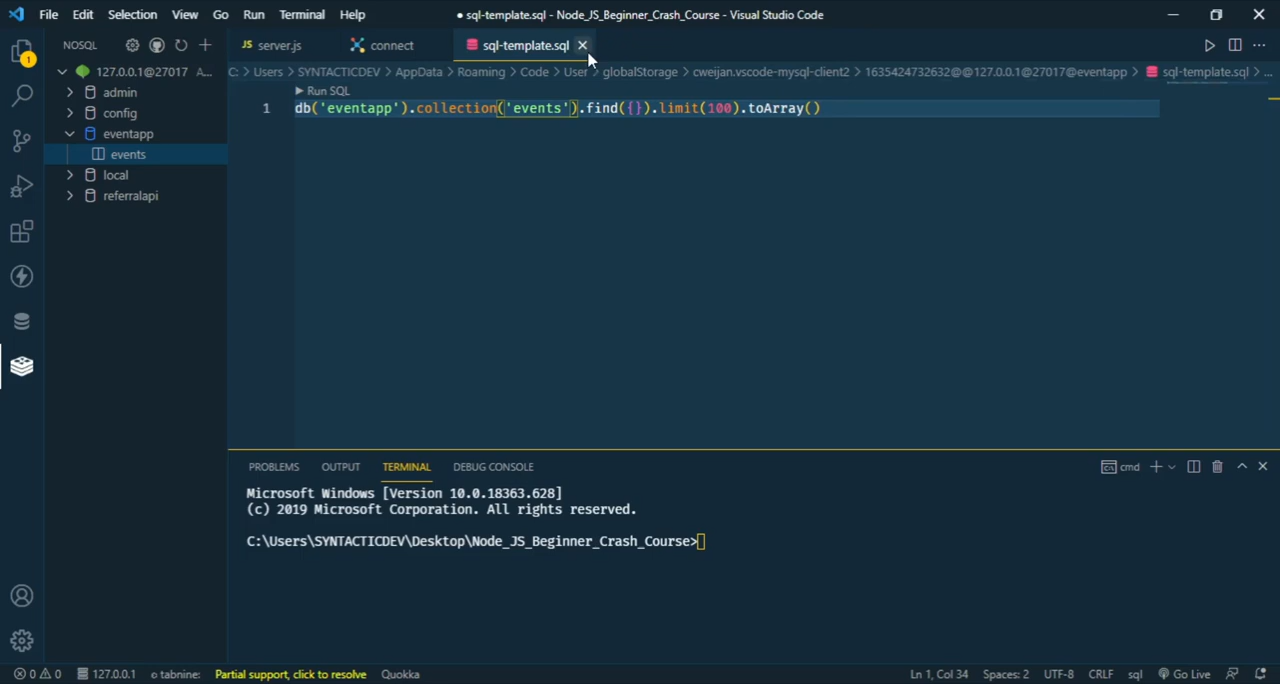 File Edit Selection View Go Run Terminal Help
● sql-template.sql - Node_JS_Beginner_Crash_Course - Visual Studio Code
1
NOSQL
127.0.0.1@27017 A...
admin
config
eventapp
events
local
referralapi
JS server.js
connect
sql-template.sql
C: > Users > SYNTACTICDEV > AppData > Roaming > Code > User > globalStorage > cweijan.vscode-mysql-client2 > 1635424732632@@127.0.0.1@27017@eventapp > sql-template.sql > ...
Run SQL
1 db('eventapp').collection('events').find({}).limit(100).toArray()
PROBLEMS OUTPUT TERMINAL DEBUG CONSOLE
cmd
Microsoft Windows [Version 10.0.18363.628]
(c) 2019 Microsoft Corporation. All rights reserved.
C:\Users\SYNTACTICDEV\Desktop\Node_JS_Beginner_Crash_Course>
0 0 127.0.0.1 tabnine: Partial support, click to resolve Quokka
Ln 1, Col 34 Spaces: 2 UTF-8 CRLF sql Go Live